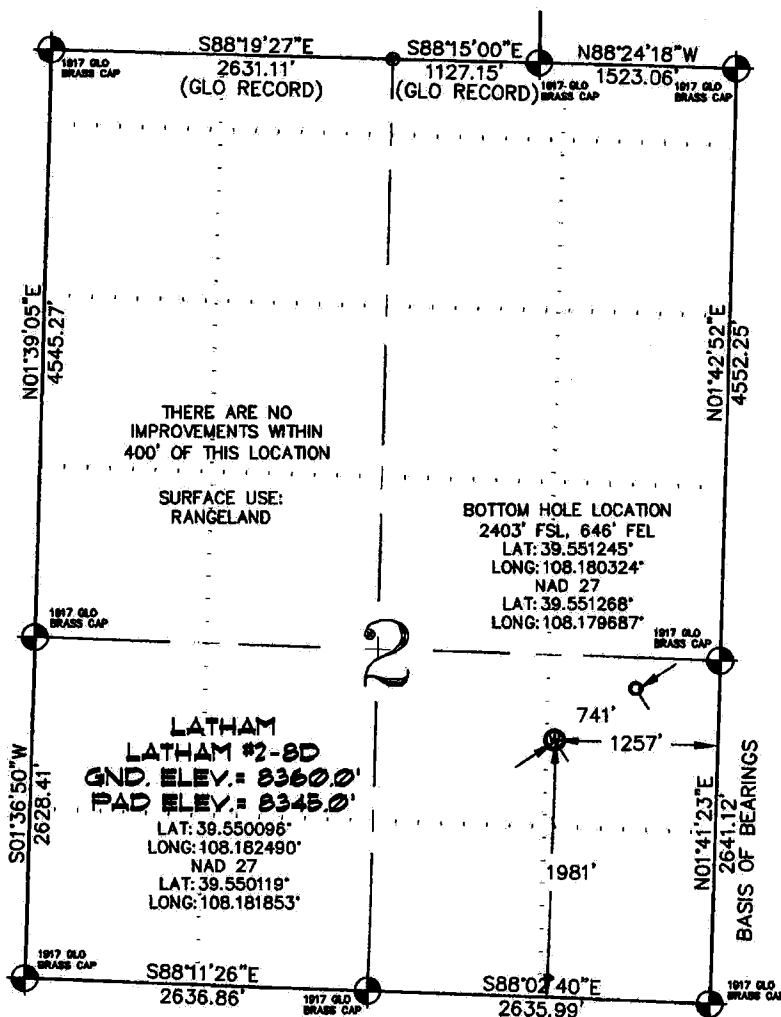 S88°19'27"E
2631.11'
(GLO RECORD)
S88°15'00"E
1127.15'
(GLO RECORD)
N88°24'18"W
1523.06'
1917 GLO
BRASS CAP
1917 GLO
BRASS CAP
1917 GLO
BRASS CAP
N01°39'05"E
4545.27'
N01°42'52"E
4552.25'
THERE ARE NO
IMPROVEMENTS WITHIN
400' OF THIS LOCATION
SURFACE USE:
RANGELAND
BOTTOM HOLE LOCATION
2403' FSL, 646' FEL
LAT: 39.551245°
LONG: 108.180324°
NAD 27
LAT: 39.551268°
LONG: 108.179687°
1917 GLO
BRASS CAP
1917 GLO
BRASS CAP
2
741'
1257'
LATHAM
LATHAM #2-8D
GND. ELEV.= 8360.0'
PAD ELEV.= 8345.0'
LAT: 39.550096°
LONG: 108.182490°
NAD 27
LAT: 39.550119°
LONG: 108.181853°
S01°36'50"W
2628.41'
1981'
N01°41'23"E
2641.12'
BASIS OF BEARINGS
1917 GLO
BRASS CAP
S88°11'26"E
2636.86'
1917 GLO
BRASS CAP
S88°02'40"E
2635.99'
1917 GLO
BRASS CAP